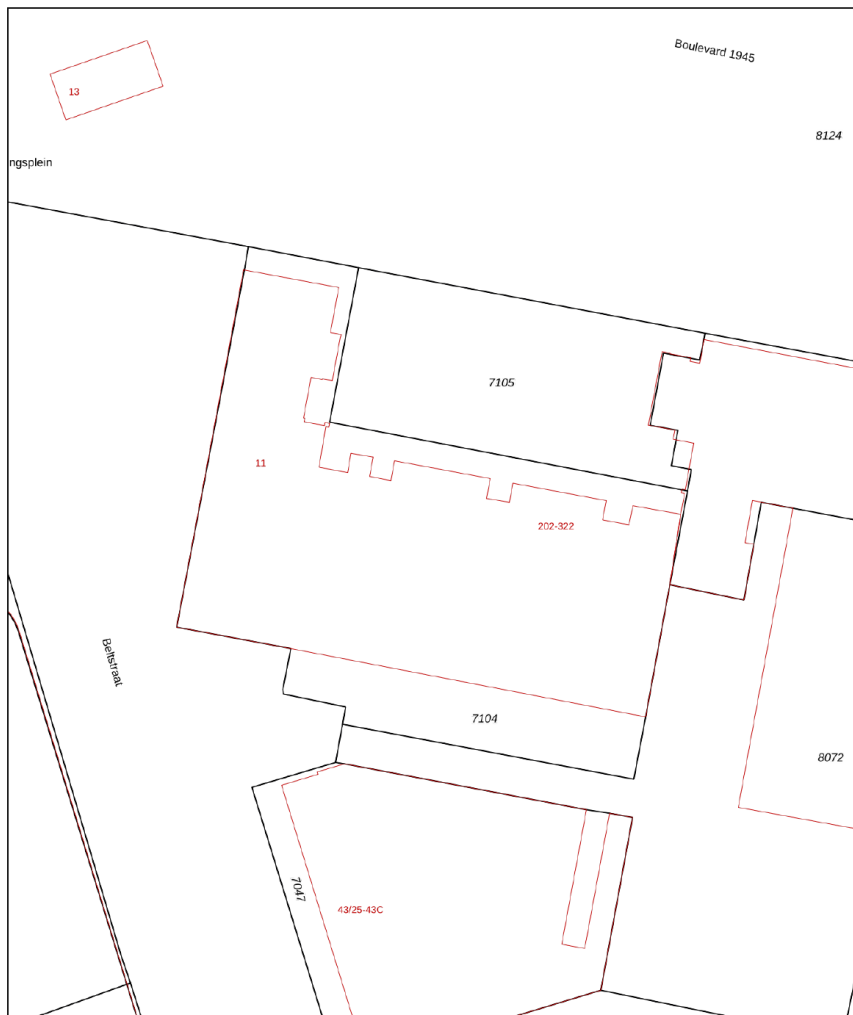 Boulevard 1945
13
8124
ngsplein
7105
11
202-322
Beltstraat
7104
8072
7047
43/25-43C